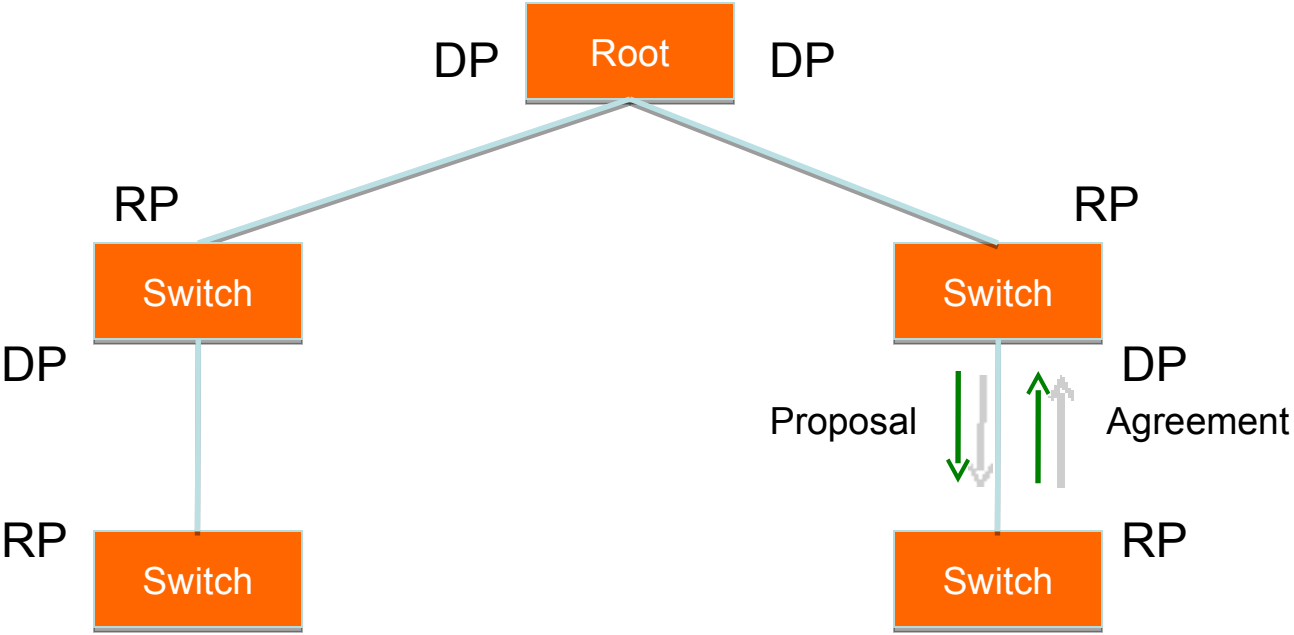 DP
Root
DP
RP
RP
Switch
Switch
DP
DP
Proposal
Agreement
RP
RP
Switch
Switch